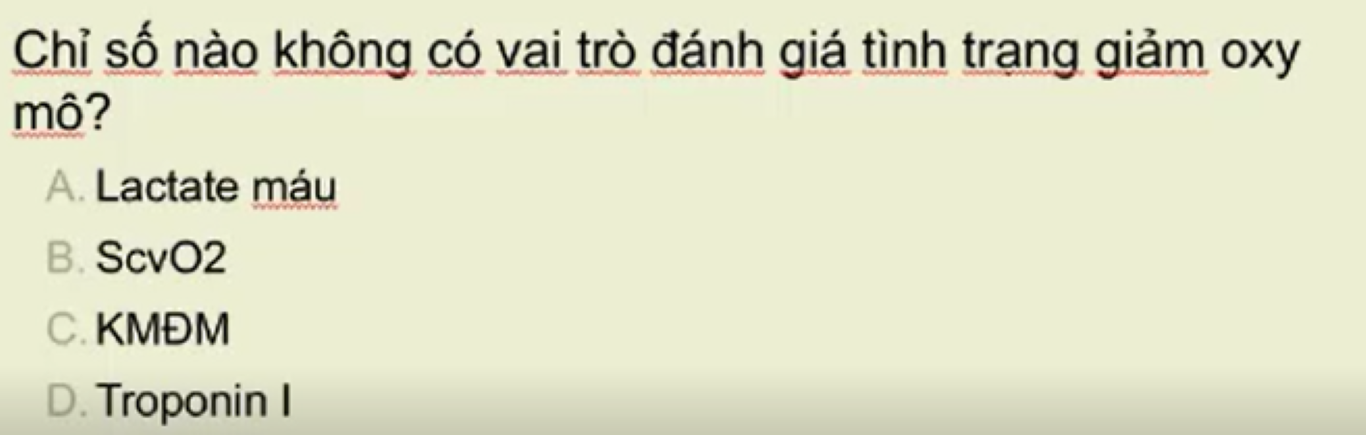 Chỉ số nào không có vai trò đánh giá tình trạng giảm oxy
mô?
A. Lactate máu
B. ScvO2
C. KMĐM
D. Troponin I